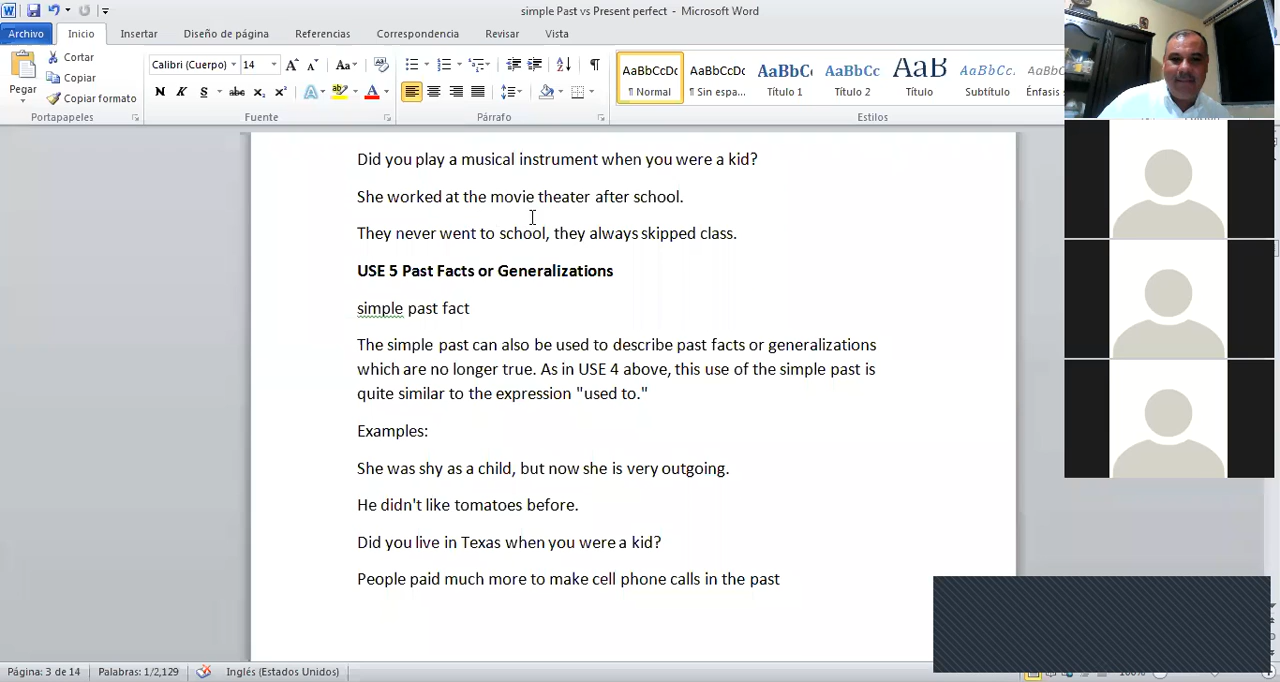 simple Past vs Present perfect - Microsoft Word
Archivo Inicio Insertar Diseño de página Referencias Correspondencia Revisar Vista
Pegar
Cortar
Copiar
Copiar formato
Portapapeles
Calibri (Cuerpo) 14
Fuente
Párrafo
AaBbCcDc AaBbCcDc AaBbC AaBbCc AaB AaBbCc. AaBbCc
¶ Normal ¶ Sin espa... Título 1 Título 2 Título Subtítulo Énfasis
Estilos
Did you play a musical instrument when you were a kid?
She worked at the movie theater after school.
They never went to school, they always skipped class.
USE 5 Past Facts or Generalizations
simple past fact
The simple past can also be used to describe past facts or generalizations
which are no longer true. As in USE 4 above, this use of the simple past is
quite similar to the expression "used to."
Examples:
She was shy as a child, but now she is very outgoing.
He didn't like tomatoes before.
Did you live in Texas when you were a kid?
People paid much more to make cell phone calls in the past
Página: 3 de 14 Palabras: 1/2,129 Inglés (Estados Unidos)